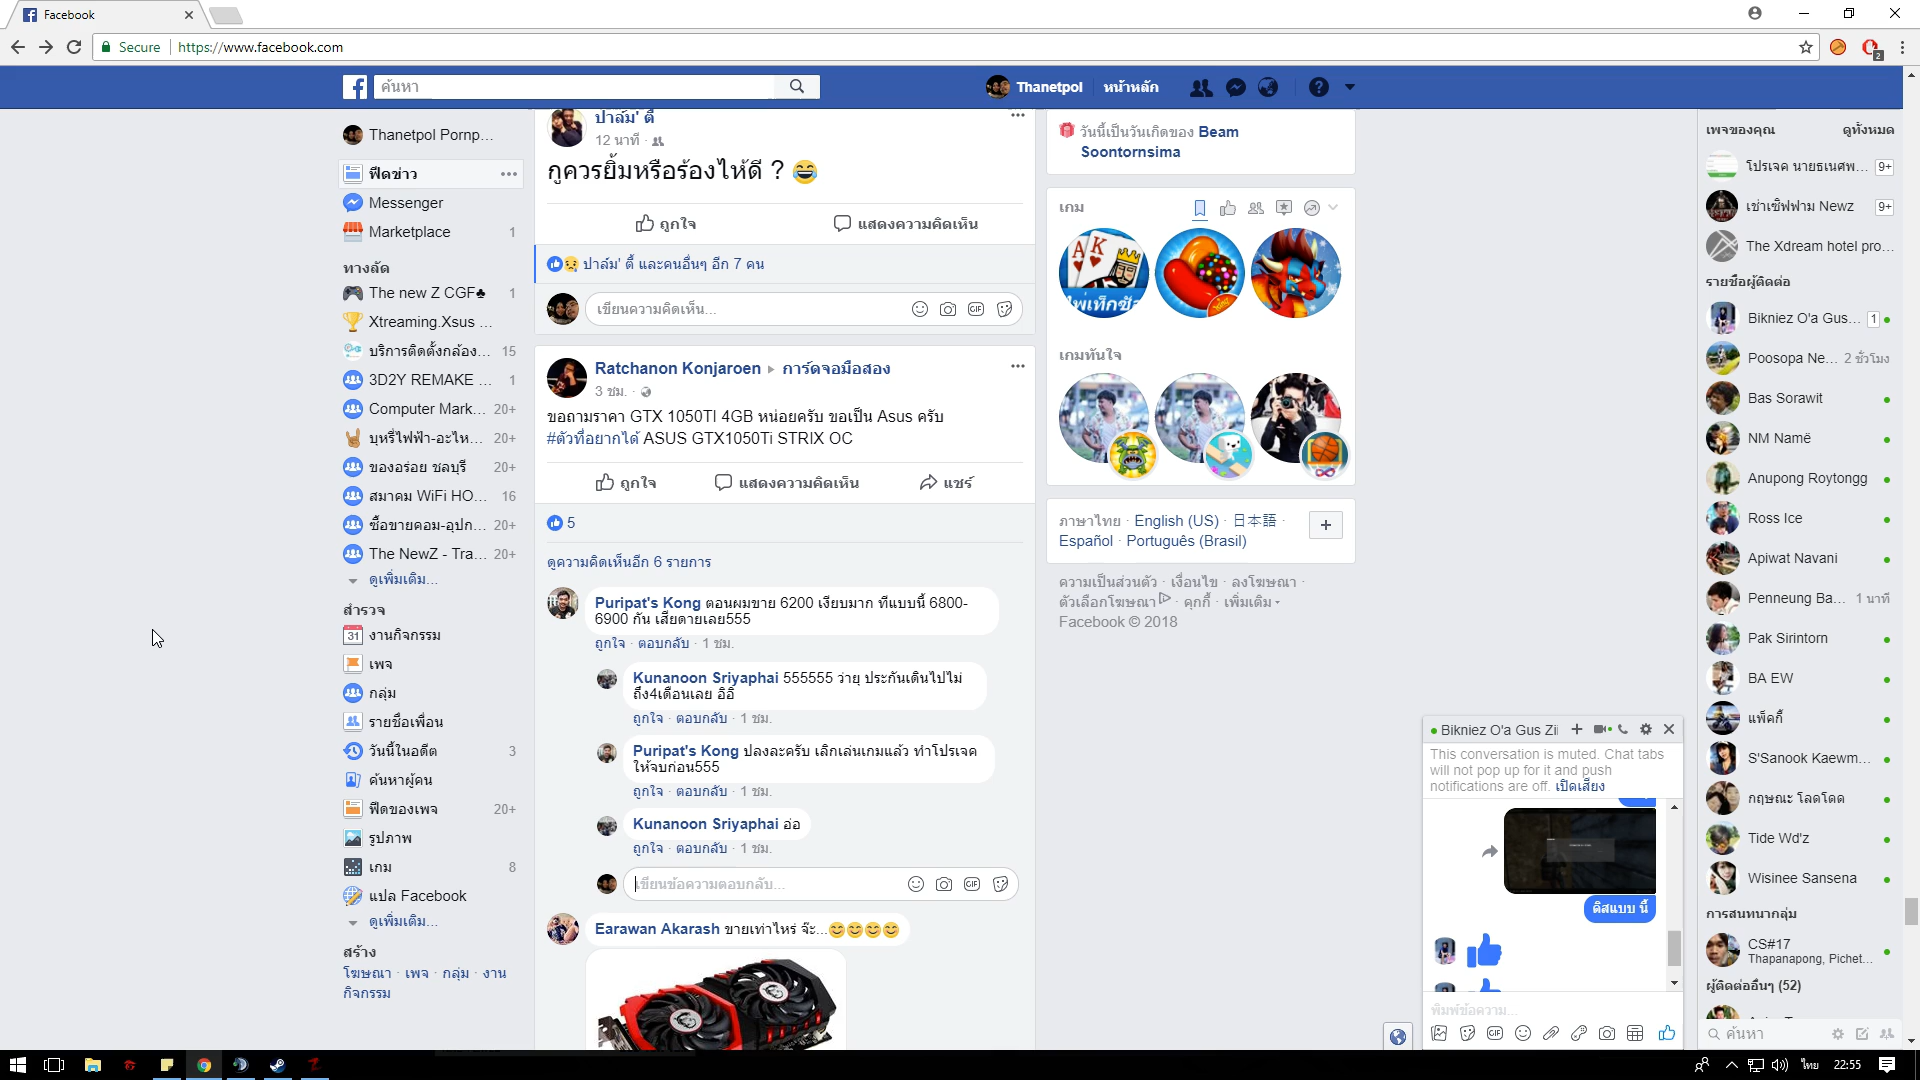 Facebook
Secure
https://www.facebook.com
2
ค้นหา
Thanetpol
หน้าหลัก
Thanetpol Pornp...
ฟีดข่าว
Messenger
Marketplace 1
ทางลัด
The new Z CGF♣ 1
Xtreaming.Xsus ...
บริการติดตั้งกล้อง... 15
3D2Y REMAKE ... 1
Computer Mark... 20+
บุหรี่ไฟฟ้า-อะไห... 20+
ของอร่อย ชลบุรี 20+
สมาคม WiFi HO... 16
ซื้อขายคอม-อุปก... 20+
The NewZ - Tra... 20+
ดูเพิ่มเติม...
สำรวจ
31 งานกิจกรรม
เพจ
กลุ่ม
รายชื่อเพื่อน
วันนี้ในอดีต 3
ค้นหาผู้คน
ฟีดของเพจ 20+
รูปภาพ
เกม 8
แปล Facebook
ดูเพิ่มเติม...
สร้าง
โฆษณา · เพจ · กลุ่ม · งาน
กิจกรรม
ปาล์ม' ตี้
12 นาที ·
กูควรยิ้มหรือร้องไห้ดี ? 😂
ถูกใจ
แสดงความคิดเห็น
ปาล์ม' ตี้ และคนอื่นๆ อีก 7 คน
เขียนความคิดเห็น...
GIF
Ratchanon Konjaroen ▸ การ์ดจอมือสอง
3 ชม. ·
ขอถามราคา GTX 1050TI 4GB หน่อยครับ ขอเป็น Asus ครับ
#ตัวที่อยากได้ ASUS GTX1050Ti STRIX OC
ถูกใจ
แสดงความคิดเห็น
แชร์
5
ดูความคิดเห็นอีก 6 รายการ
Puripat's Kong ตอนผมขาย 6200 เงียบมาก ทีแบบนี้ 6800-
6900 กัน เสียดายเลย555
ถูกใจ · ตอบกลับ · 1 ชม.
Kunanoon Sriyaphai 555555 ว่ายุ ประกันเดินไปไม่
ถึง4เดือนเลย อิอิ
ถูกใจ · ตอบกลับ · 1 ชม.
Puripat's Kong ปลงละครับ เลิกเล่นเกมแล้ว ทำโปรเจค
ให้จบก่อน555
ถูกใจ · ตอบกลับ · 1 ชม.
Kunanoon Sriyaphai อ่อ
ถูกใจ · ตอบกลับ · 1 ชม.
เขียนข้อความตอบกลับ...
GIF
Earawan Akarash ขายเท่าไหร่ จ๊ะ...😊😊😊😊
วันนี้เป็นวันเกิดของ Beam
Soontornsima
เกม
A K
ไพ่เท็กซัส
เกมทันใจ
ภาษาไทย · English (US) · 日本語 ·
Español · Português (Brasil)
ความเป็นส่วนตัว · เงื่อนไข · ลงโฆษณา ·
ตัวเลือกโฆษณา · คุกกี้ · เพิ่มเติม
Facebook © 2018
เพจของคุณ
ดูทั้งหมด
โปรเจค นายธเนศพ... 9+
เช่าเซิฟฟาม Newz 9+
The Xdream hotel pro...
รายชื่อผู้ติดต่อ
Bikniez O'a Gus... 1
Poosopa Ne... 2 ชั่วโมง
Bas Sorawit
NM Namë
Anupong Roytongg
Ross Ice
Apiwat Navani
Penneung Ba... 1 นาที
Pak Sirintorn
BA EW
แพ็คกี้
S'Sanook Kaewm...
กฤษณะ โลดโดด
Tide Wd'z
Wisinee Sansena
การสนทนากลุ่ม
CS#17
Thapanapong, Pichet...
ผู้ติดต่ออื่นๆ (52)
ค้นหา
Bikniez O'a Gus Zi
This conversation is muted. Chat tabs
will not pop up for it and push
notifications are off. เปิดเสียง
ดิสแบบ นี้
พิมพ์ข้อความ...
GIF
ไทย
22:55